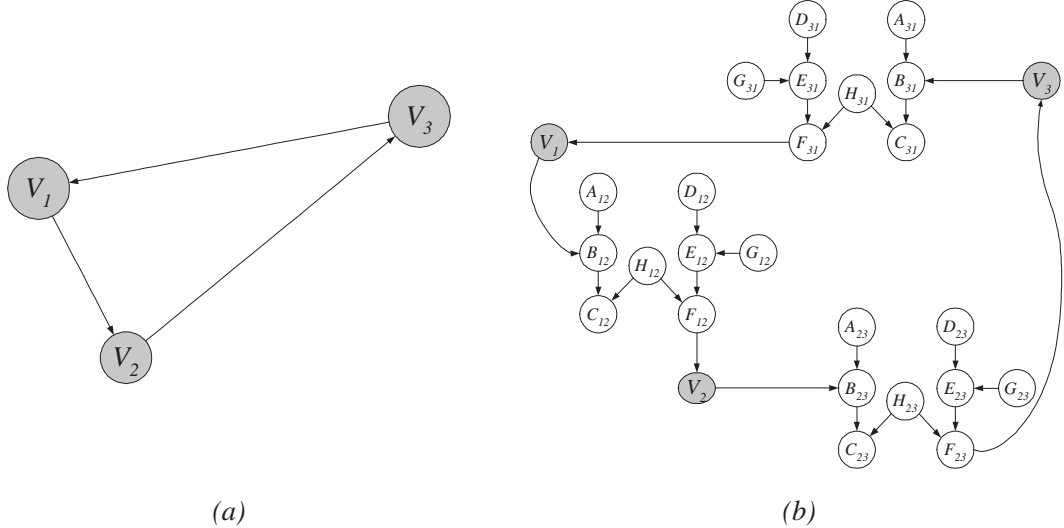 V₃
V₁
V₂
(a)
D₃₁ A₃₁
G₃₁ E₃₁ H₃₁ B₃₁ V₃
V₁ F₃₁ C₃₁
A₁₂ D₁₂
B₁₂ H₁₂ E₁₂ G₁₂
C₁₂ F₁₂
A₂₃ D₂₃
V₂ B₂₃ H₂₃ E₂₃ G₂₃
C₂₃ F₂₃
(b)